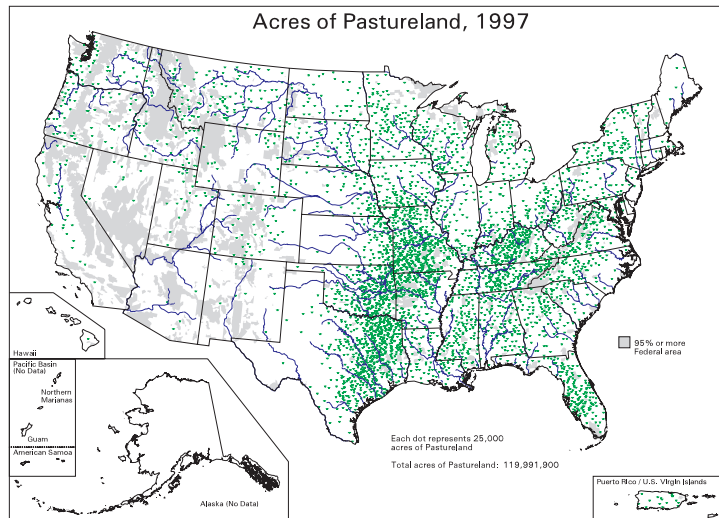 Acres of Pastureland, 1997
95% or more
Federal area
Hawaii
Pacific Basin
(No Data)
Northern
Marianas
Guam
American Samoa
Alaska (No Data)
Each dot represents 25,000
acres of Pastureland
Total acres of Pastureland: 119,991,900
Puerto Rico / U.S. Virgin Islands